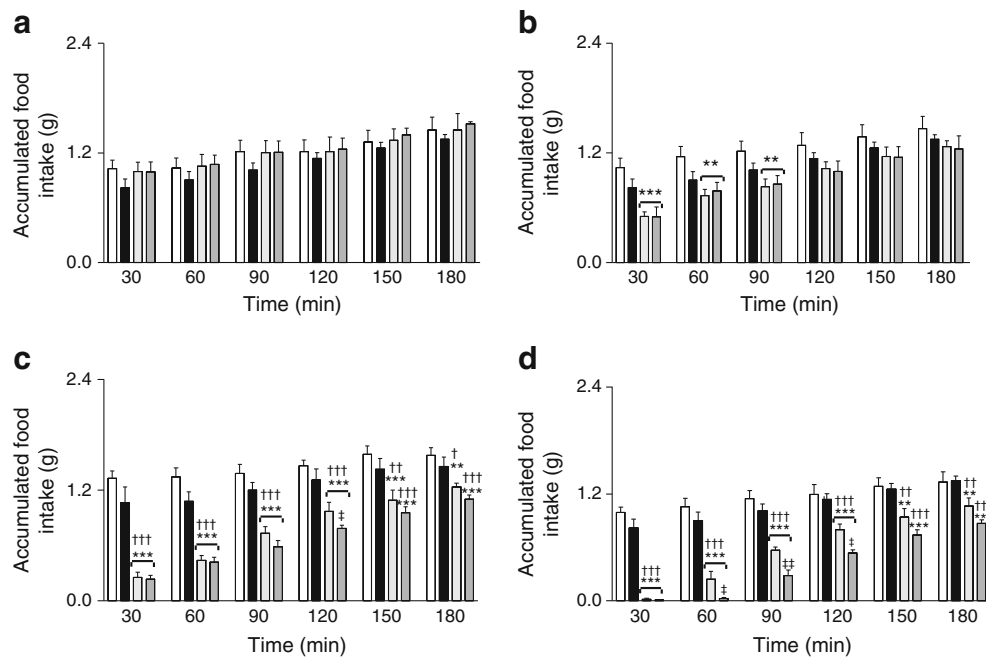 a
2.4
1.2
0.0
Accumulated food
intake (g)
30 60 90 120 150 180
Time (min)
b
2.4
1.2
0.0
Accumulated food
intake (g)
*** ** **
30 60 90 120 150 180
Time (min)
c
2.4
1.2
0.0
Accumulated food
intake (g)
†††
***
†††
***
†††
***
†††
***
‡
††
***
†††
***
†
**
†††
***
30 60 90 120 150 180
Time (min)
d
2.4
1.2
0.0
Accumulated food
intake (g)
†††
***
†††
***
‡
†††
***
‡‡
†††
***
‡
††
**
†††
***
††
**
††
**
30 60 90 120 150 180
Time (min)